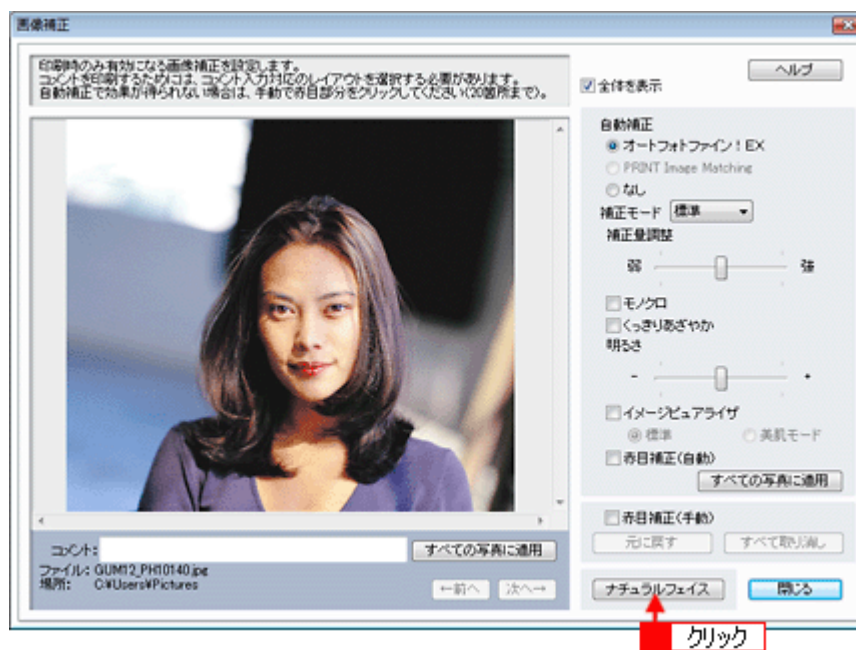 画像補正
印刷時のみ有効になる画像補正を設定します。
コメントを印刷するためには、コメント入力対応のレイアウトを選択する必要があります。
自動補正で効果が得られない場合は、手動で赤目部分をクリックしてください(20箇所まで)。
全体を表示
ヘルプ
自動補正
オートフォトファイン！EX
PRINT Image Matching
なし
補正モード 標準
補正量調整
弱 強
モノクロ
くっきりあざやか
明るさ
- +
イメージピュアライザ
標準 美肌モード
赤目補正(自動)
すべての写真に適用
赤目補正(手動)
元に戻す すべて取り消し
コメント: すべての写真に適用
ファイル: GUM12_PH10140.jpg
場所: C:¥Users¥Pictures
←前へ 次へ→
ナチュラルフェイス 閉じる
クリック